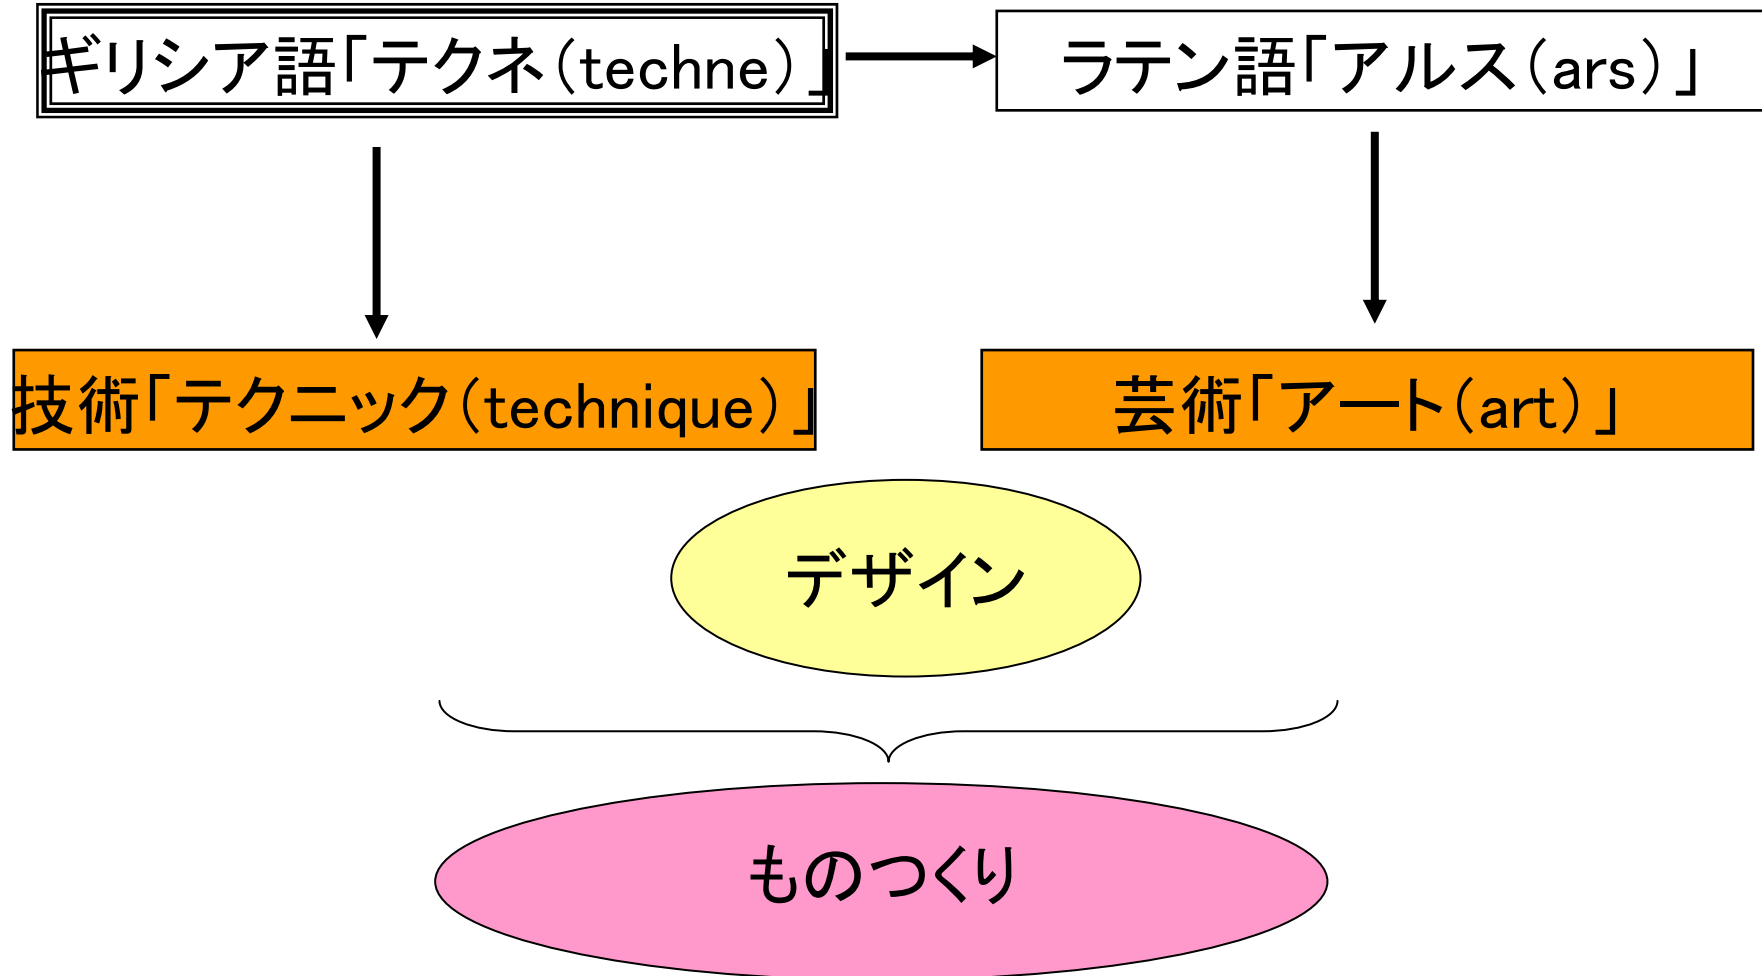 ギリシア語「テクネ（techne）」
ラテン語「アルス（ars）」
技術「テクニック（technique）」
芸術「アート（art）」
デザイン
ものつくり